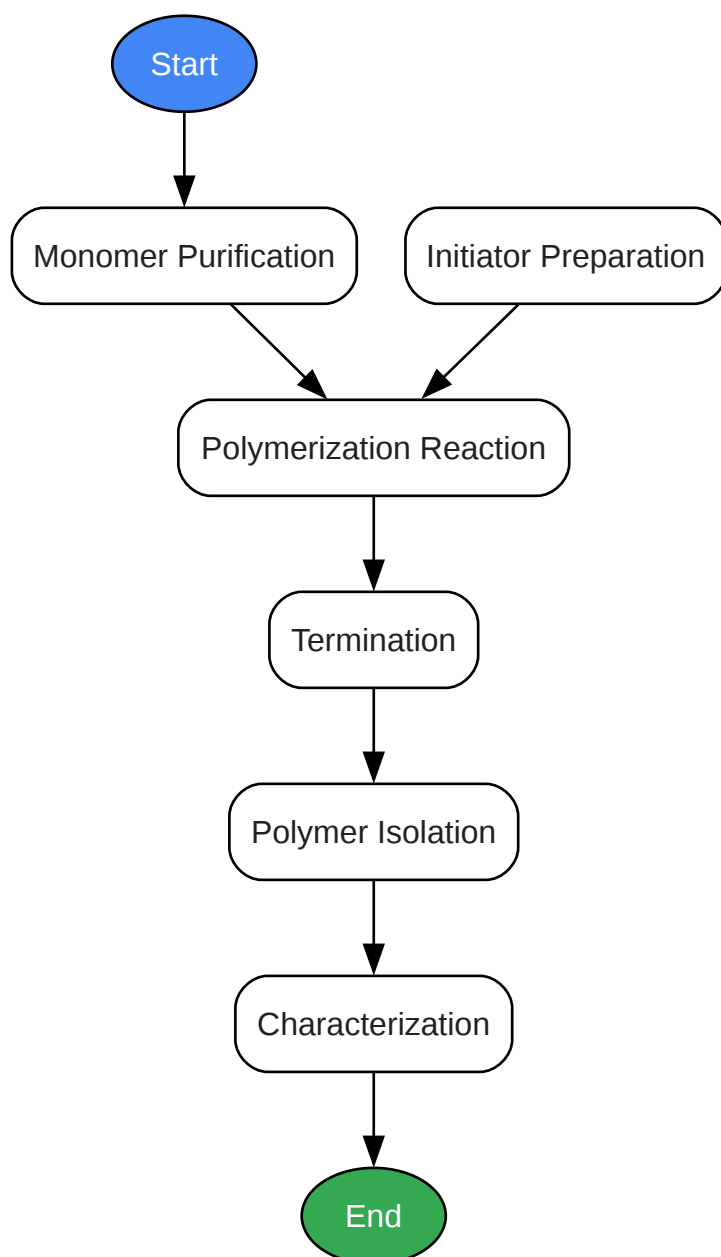 Start
Monomer Purification
Initiator Preparation
Polymerization Reaction
Termination
Polymer Isolation
Characterization
End